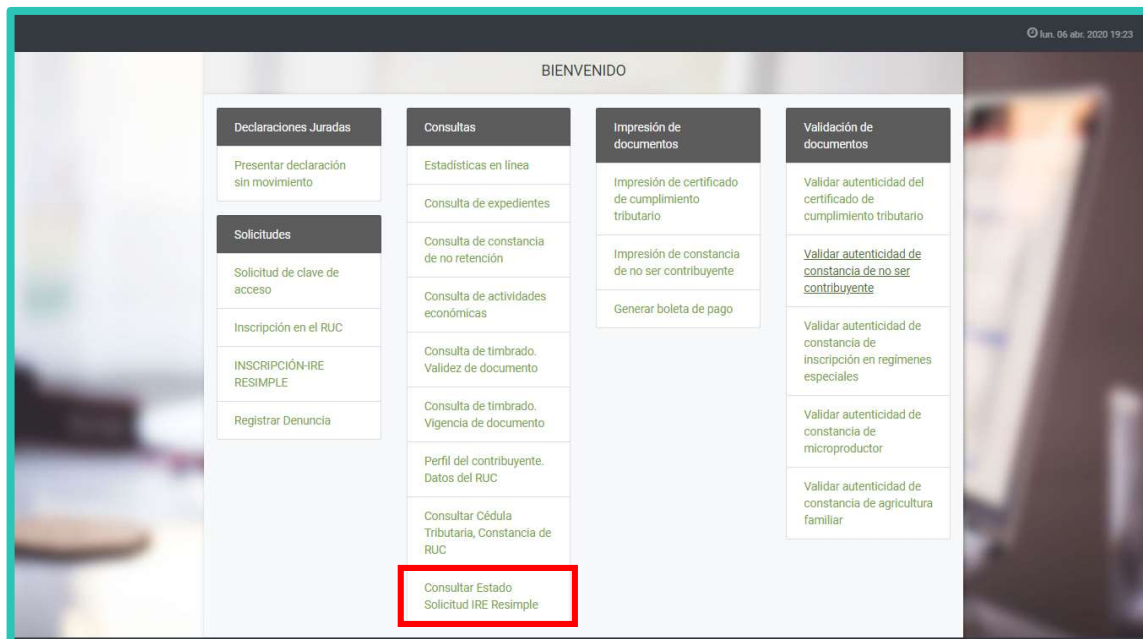 lun. 06 abr. 2020 19:23
BIENVENIDO
Declaraciones Juradas
Presentar declaración
sin movimiento
Solicitudes
Solicitud de clave de
acceso
Inscripción en el RUC
INSCRIPCIÓN-IRE
RESIMPLE
Registrar Denuncia
Consultas
Estadísticas en línea
Consulta de expedientes
Consulta de constancia
de no retención
Consulta de actividades
económicas
Consulta de timbrado.
Validez de documento
Consulta de timbrado.
Vigencia de documento
Perfil del contribuyente.
Datos del RUC
Consultar Cédula
Tributaria, Constancia de
RUC
Consultar Estado
Solicitud IRE Resimple
Impresión de
documentos
Impresión de certificado
de cumplimiento
tributario
Impresión de constancia
de no ser contribuyente
Generar boleta de pago
Validación de
documentos
Validar autenticidad del
certificado de
cumplimiento tributario
Validar autenticidad de
constancia de no ser
contribuyente
Validar autenticidad de
constancia de
inscripción en regímenes
especiales
Validar autenticidad de
constancia de
microproductor
Validar autenticidad de
constancia de agricultura
familiar